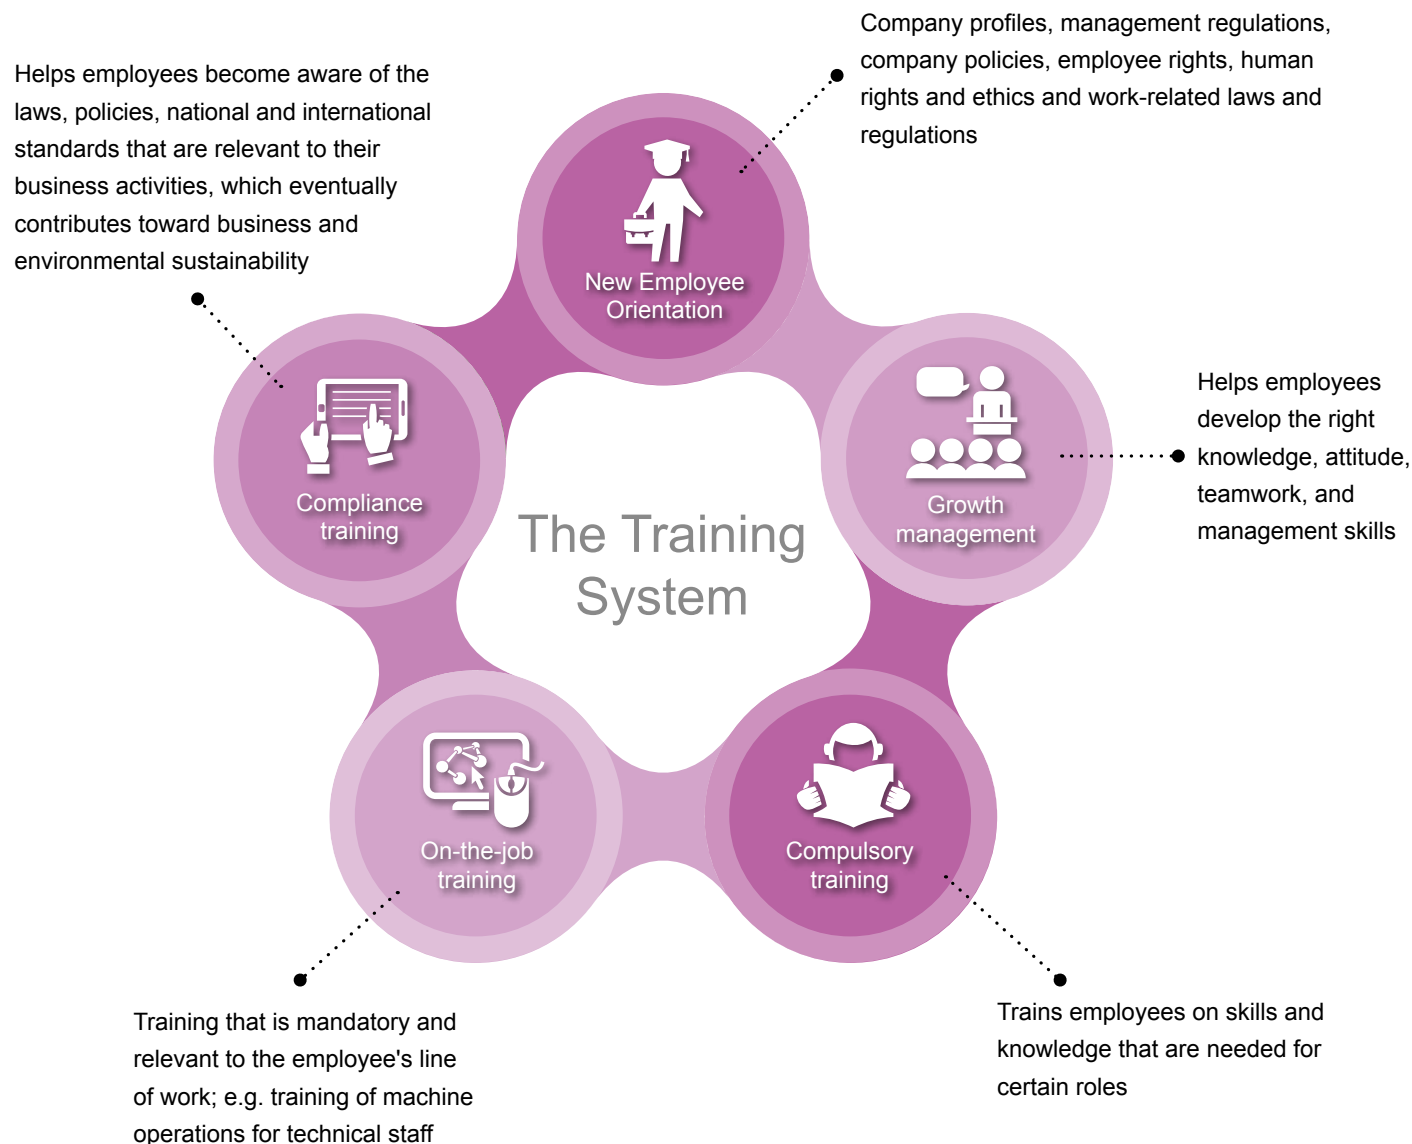 Company profiles, management regulations,
company policies, employee rights, human
rights and ethics and work-related laws and
regulations
Helps employees become aware of the
laws, policies, national and international
standards that are relevant to their
business activities, which eventually
contributes toward business and
environmental sustainability
New Employee
Orientation
Helps employees
develop the right
knowledge, attitude,
teamwork, and
management skills
Compliance
training
Growth
management
The Training
System
On-the-job
training
Compulsory
training
Training that is mandatory and
relevant to the employee's line
of work; e.g. training of machine
operations for technical staff
Trains employees on skills and
knowledge that are needed for
certain roles